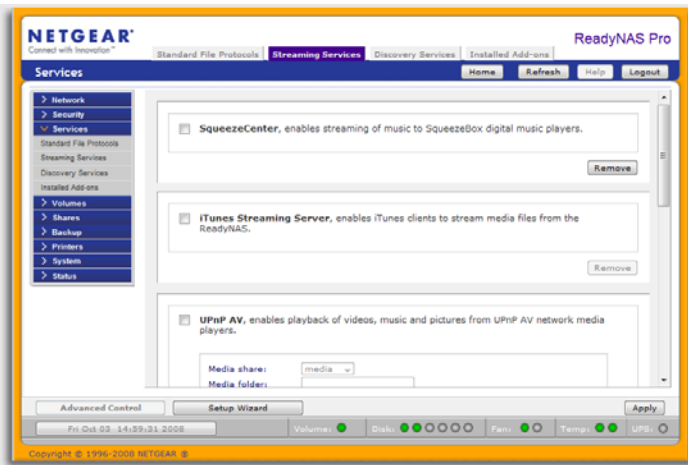 NETGEAR®
Connect with Innovation™
ReadyNAS Pro
Standard File Protocols Streaming Services Discovery Services Installed Add-ons
Services
Home Refresh Help Logout
> Network
> Security
Services
Standard File Protocols
Streaming Services
Discovery Services
Installed Add-ons
> Volumes
> Shares
> Backup
> Printers
> System
> Status
SqueezeCenter, enables streaming of music to SqueezeBox digital music players.
Remove
iTunes Streaming Server, enables iTunes clients to stream media files from the
ReadyNAS.
Remove
UPnP AV, enables playback of videos, music and pictures from UPnP AV network media
players.
Media share: media
Media folder:
Advanced Control Setup Wizard Apply
Fri Oct 03 14:59:31 2008 Volume: Disk: Fan: Temp: UPS:
Copyright © 1996-2008 NETGEAR ®